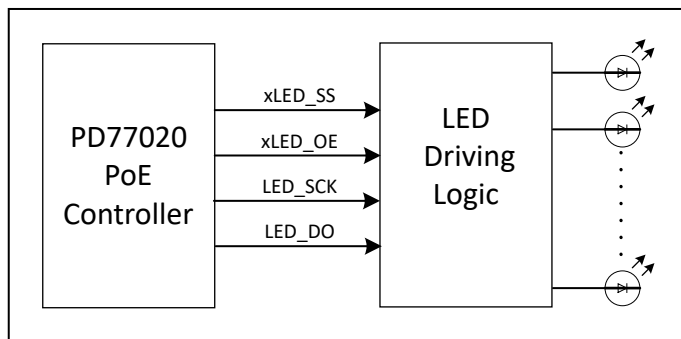 PD77020
PoE
Controller
xLED_SS
xLED_OE
LED_SCK
LED_DO
LED
Driving
Logic